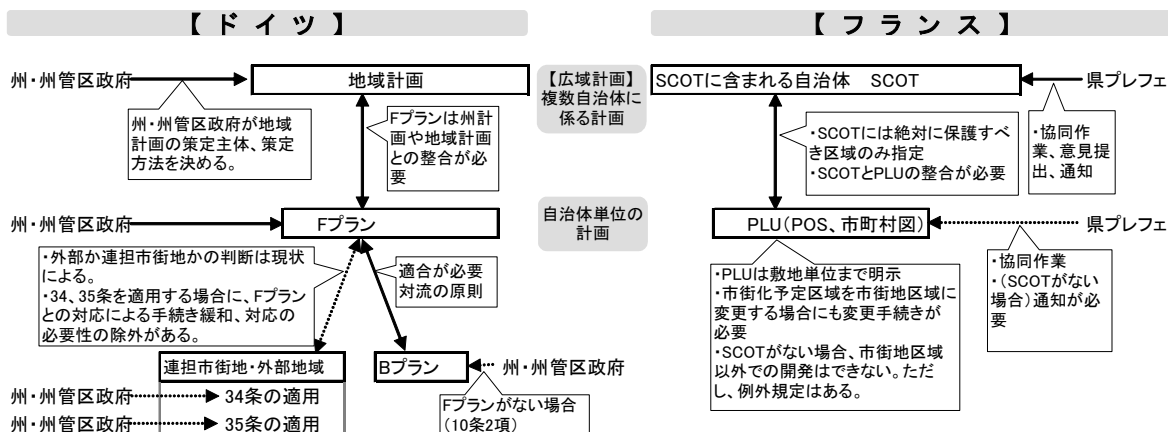 【 ド イ ツ 】
州・州管区政府
地域計画
州・州管区政府が地域
計画の策定主体、策定
方法を決める。
Fプランは州計
画や地域計画
との整合が必
要
州・州管区政府
Fプラン
・外部か連担市街地かの判断は現状
による。
・34、35条を適用する場合に、Fプラン
との対応による手続き緩和、対応の
必要性の除外がある。
適合が必要
対流の原則
連担市街地・外部地域
Bプラン
州・州管区政府
州・州管区政府
34条の適用
州・州管区政府
35条の適用
Fプランがない場合
(10条2項)
【広域計画】
複数自治体に
係る計画
自治体単位の
計画
【 フ ラ ン ス 】
SCOTに含まれる自治体 SCOT
県プレフェ
・SCOTには絶対に保護すべ
き区域のみ指定
・SCOTとPLUの整合が必要
・協同作
業、意見提
出、通知
PLU(POS、市町村図)
県プレフェ
・PLUは敷地単位まで明示
・市街化予定区域を市街地区域に
変更する場合にも変更手続きが
必要
・SCOTがない場合、市街地区域
以外での開発はできない。ただ
し、例外規定はある。
・協同作業
・(SCOTがない
場合)通知が必
要